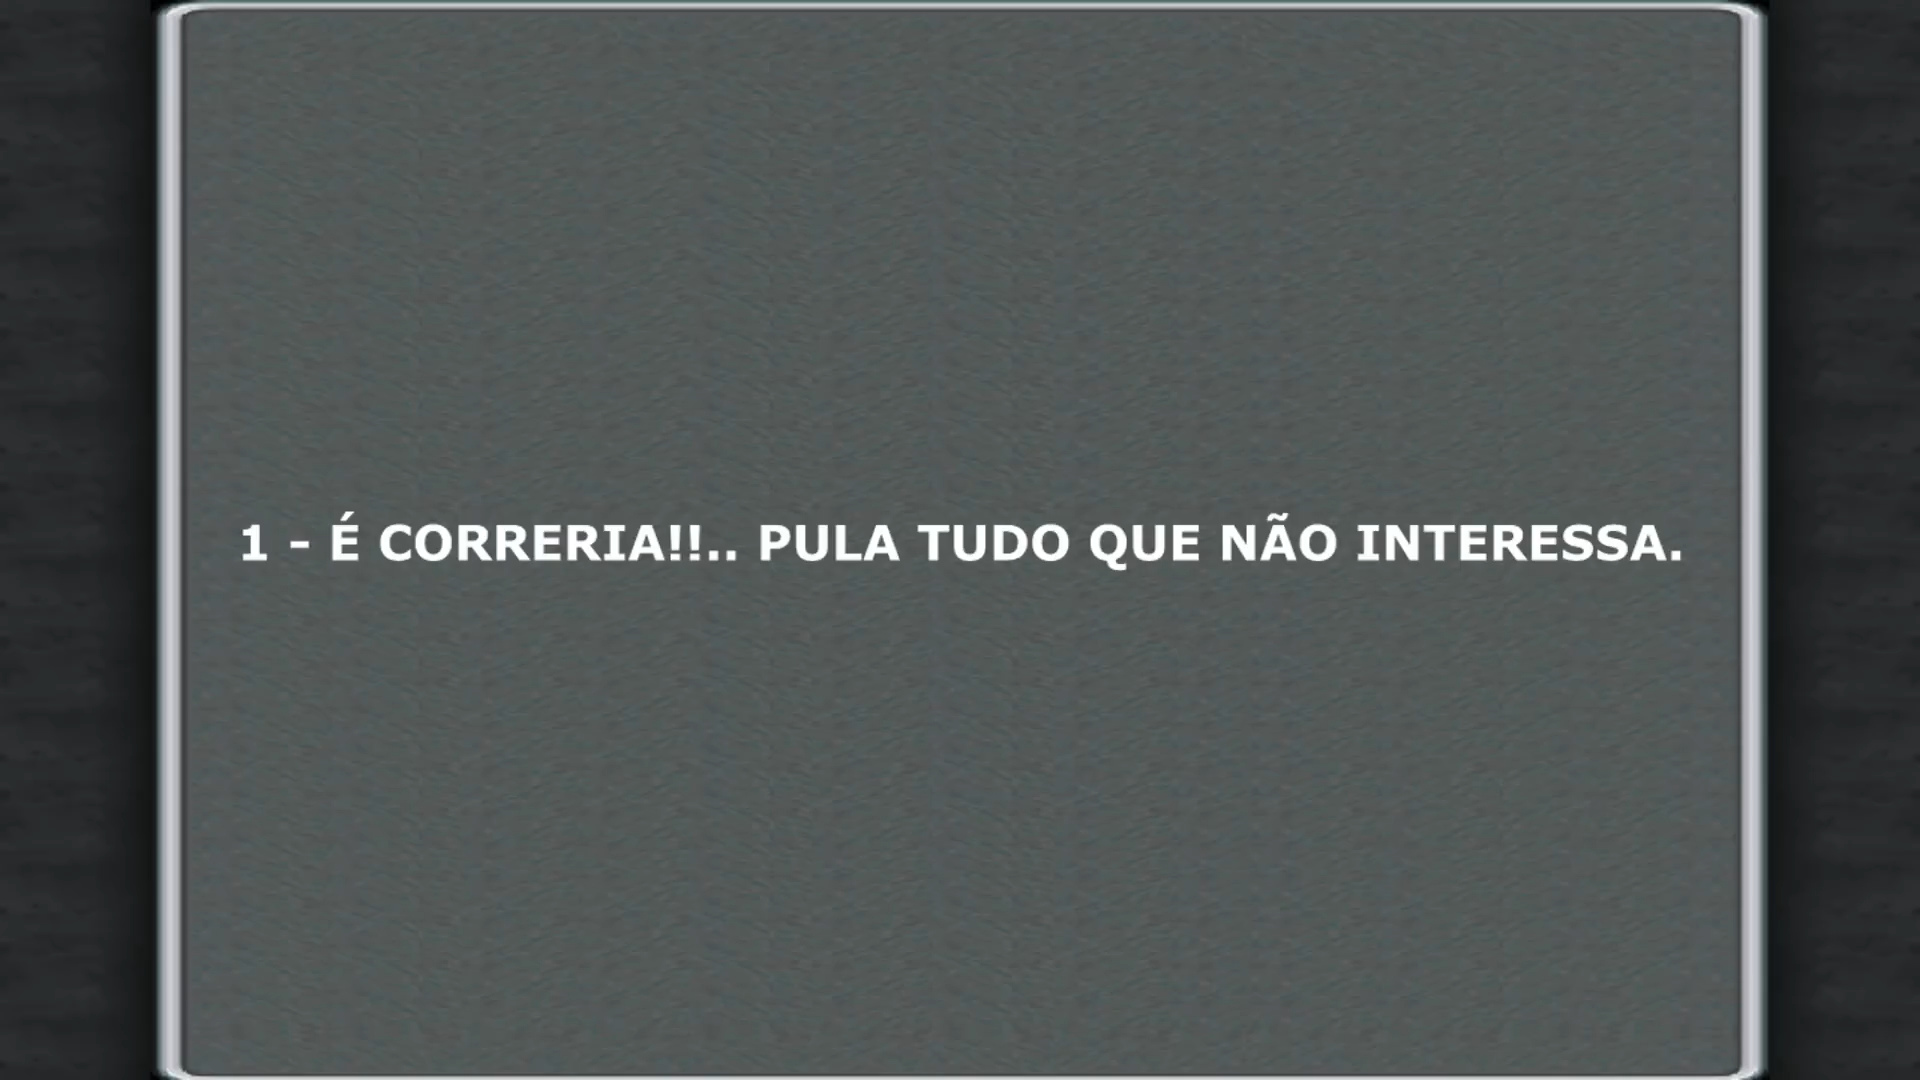 1 - É CORRERIA!!.. PULA TUDO QUE NÃO INTERESSA.